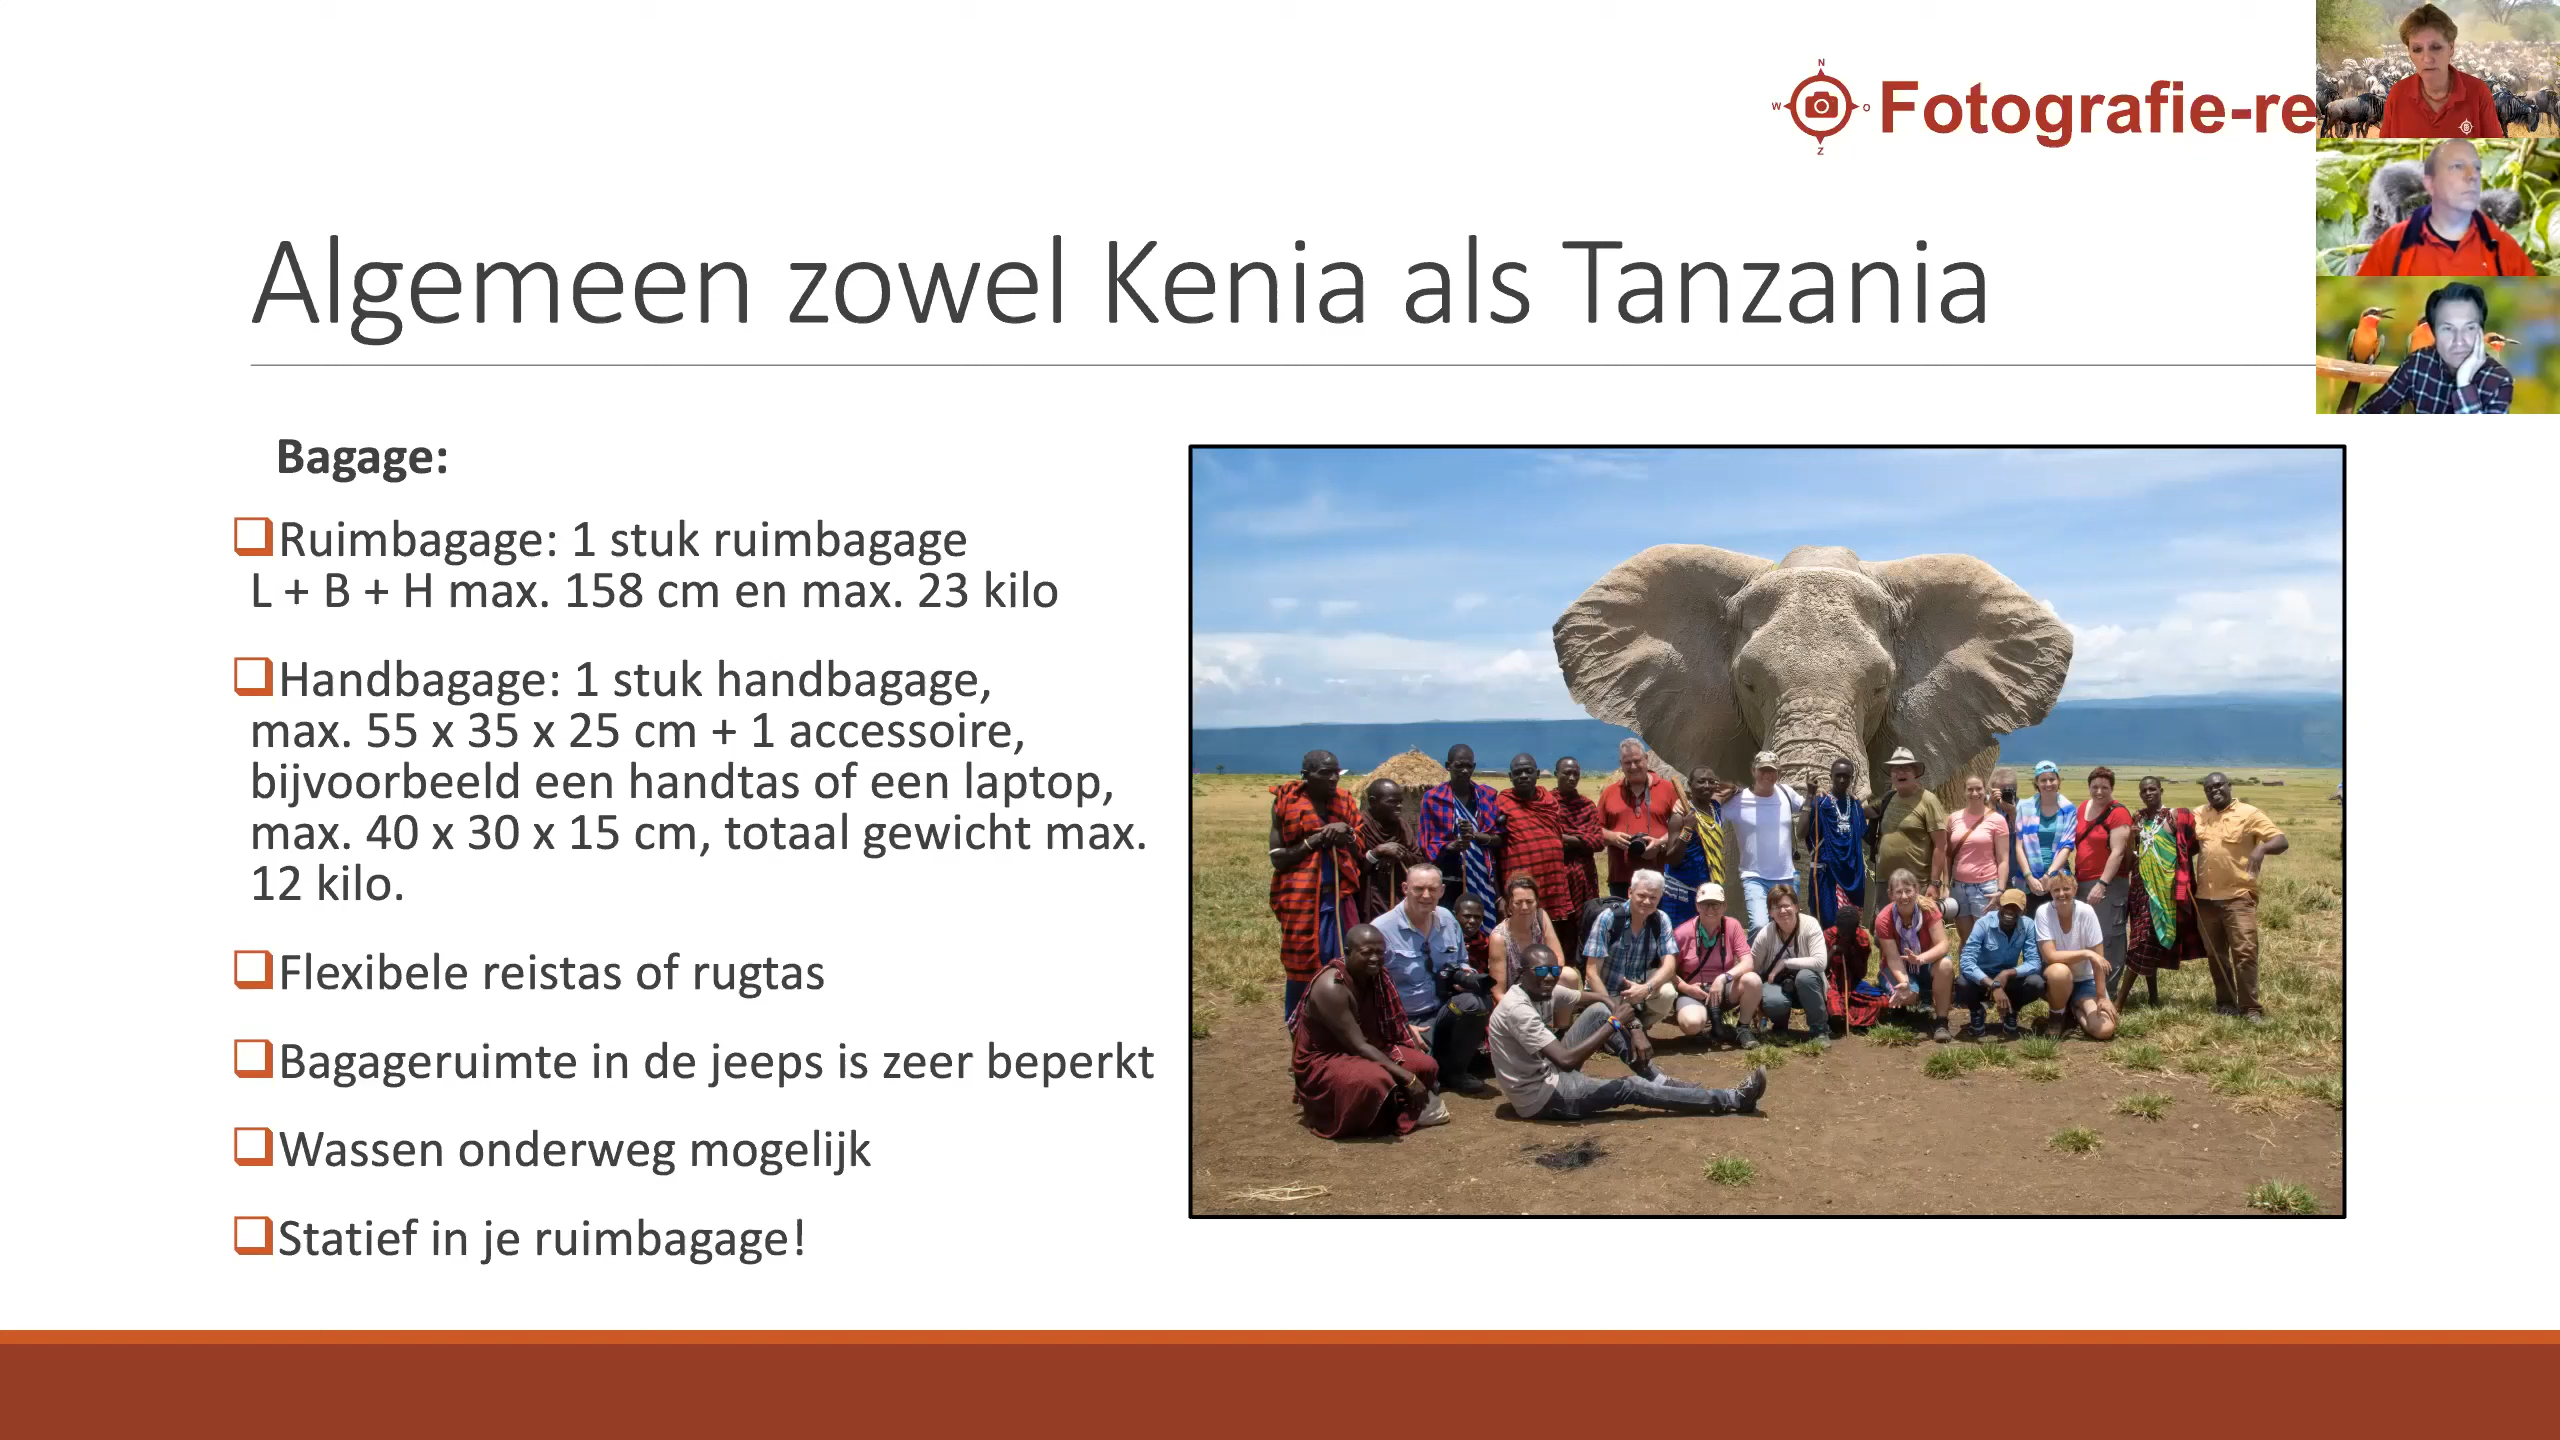 N
W
O
Z
Fotografie-re
Algemeen zowel Kenia als Tanzania
Bagage:
Ruimbagage: 1 stuk ruimbagage
L + B + H max. 158 cm en max. 23 kilo
Handbagage: 1 stuk handbagage,
max. 55 x 35 x 25 cm + 1 accessoire,
bijvoorbeeld een handtas of een laptop,
max. 40 x 30 x 15 cm, totaal gewicht max.
12 kilo.
Flexibele reistas of rugtas
Bagageruimte in de jeeps is zeer beperkt
Wassen onderweg mogelijk
Statief in je ruimbagage!